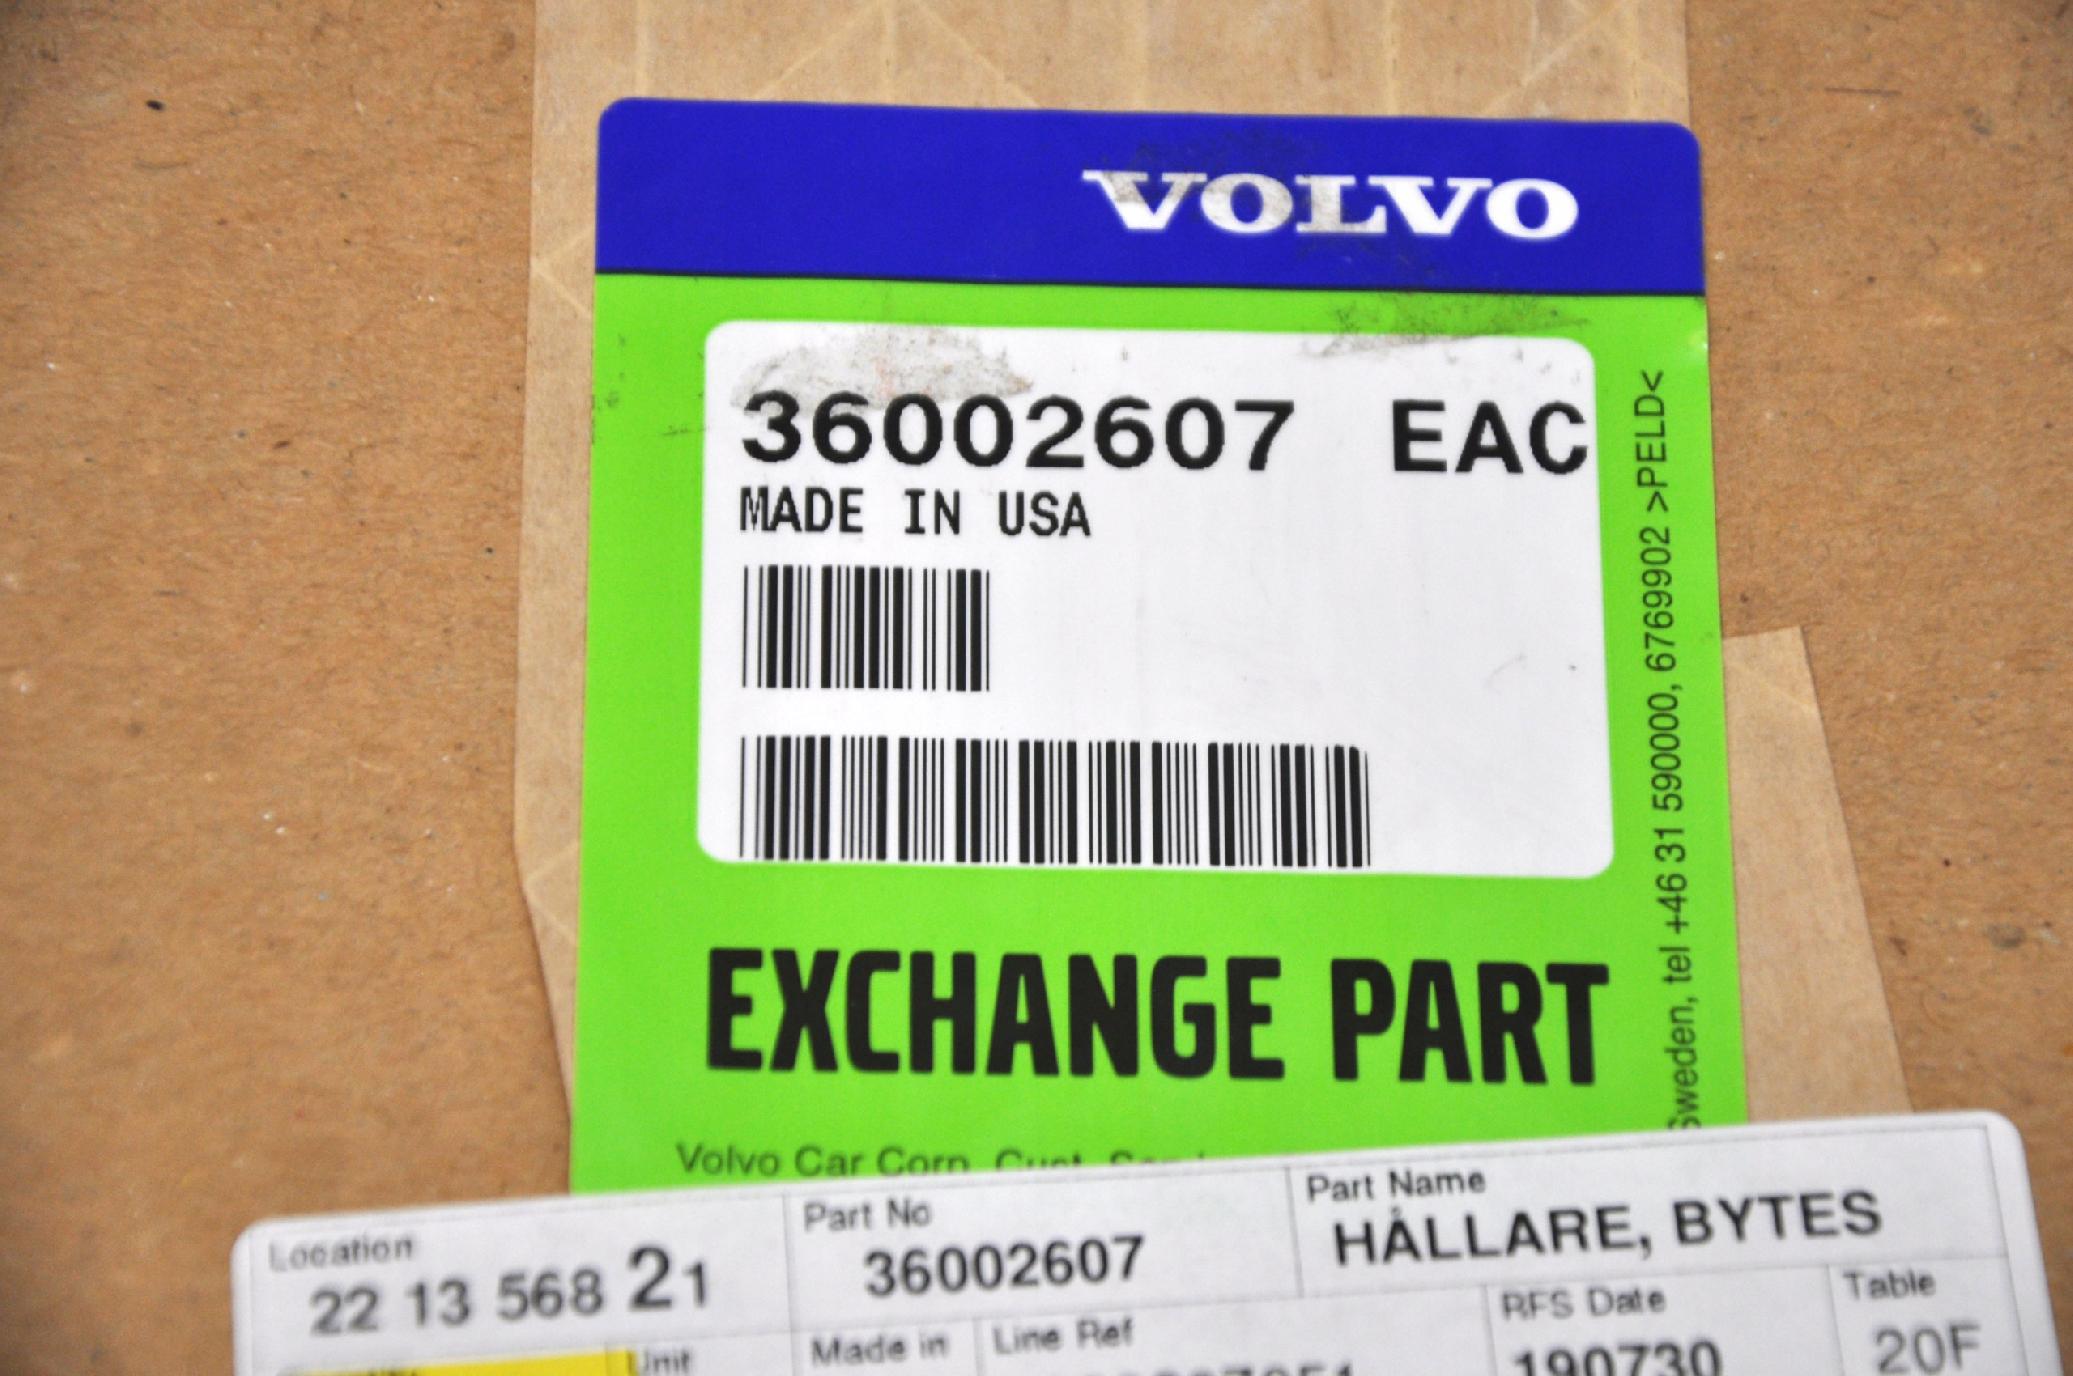 VOLVO
36002607 EAC
MADE IN USA
EXCHANGE PART
Sweden, tel +46 31 590000, 6769902 >PELD<
Volvo Car Corp. Cust.
Location
22 13 568 21
Part No
36002607
Part Name
HÅLLARE, BYTES
Unit
Made in
Line Ref
RFS Date
190730
Table
20F